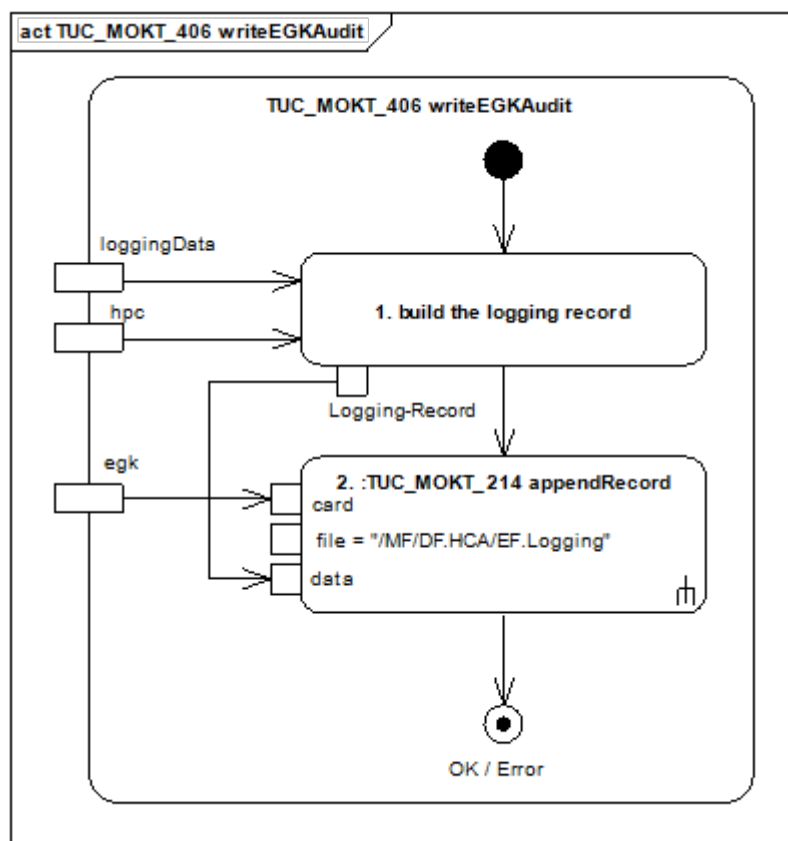 act TUC_MOKT_406 writeEGKAudit
TUC_MOKT_406 writeEGKAudit
loggingData
hpc
1. build the logging record
Logging-Record
egk
2. :TUC_MOKT_214 appendRecord
card
file = "/MF/DF.HCA/EF.Logging"
data
OK / Error